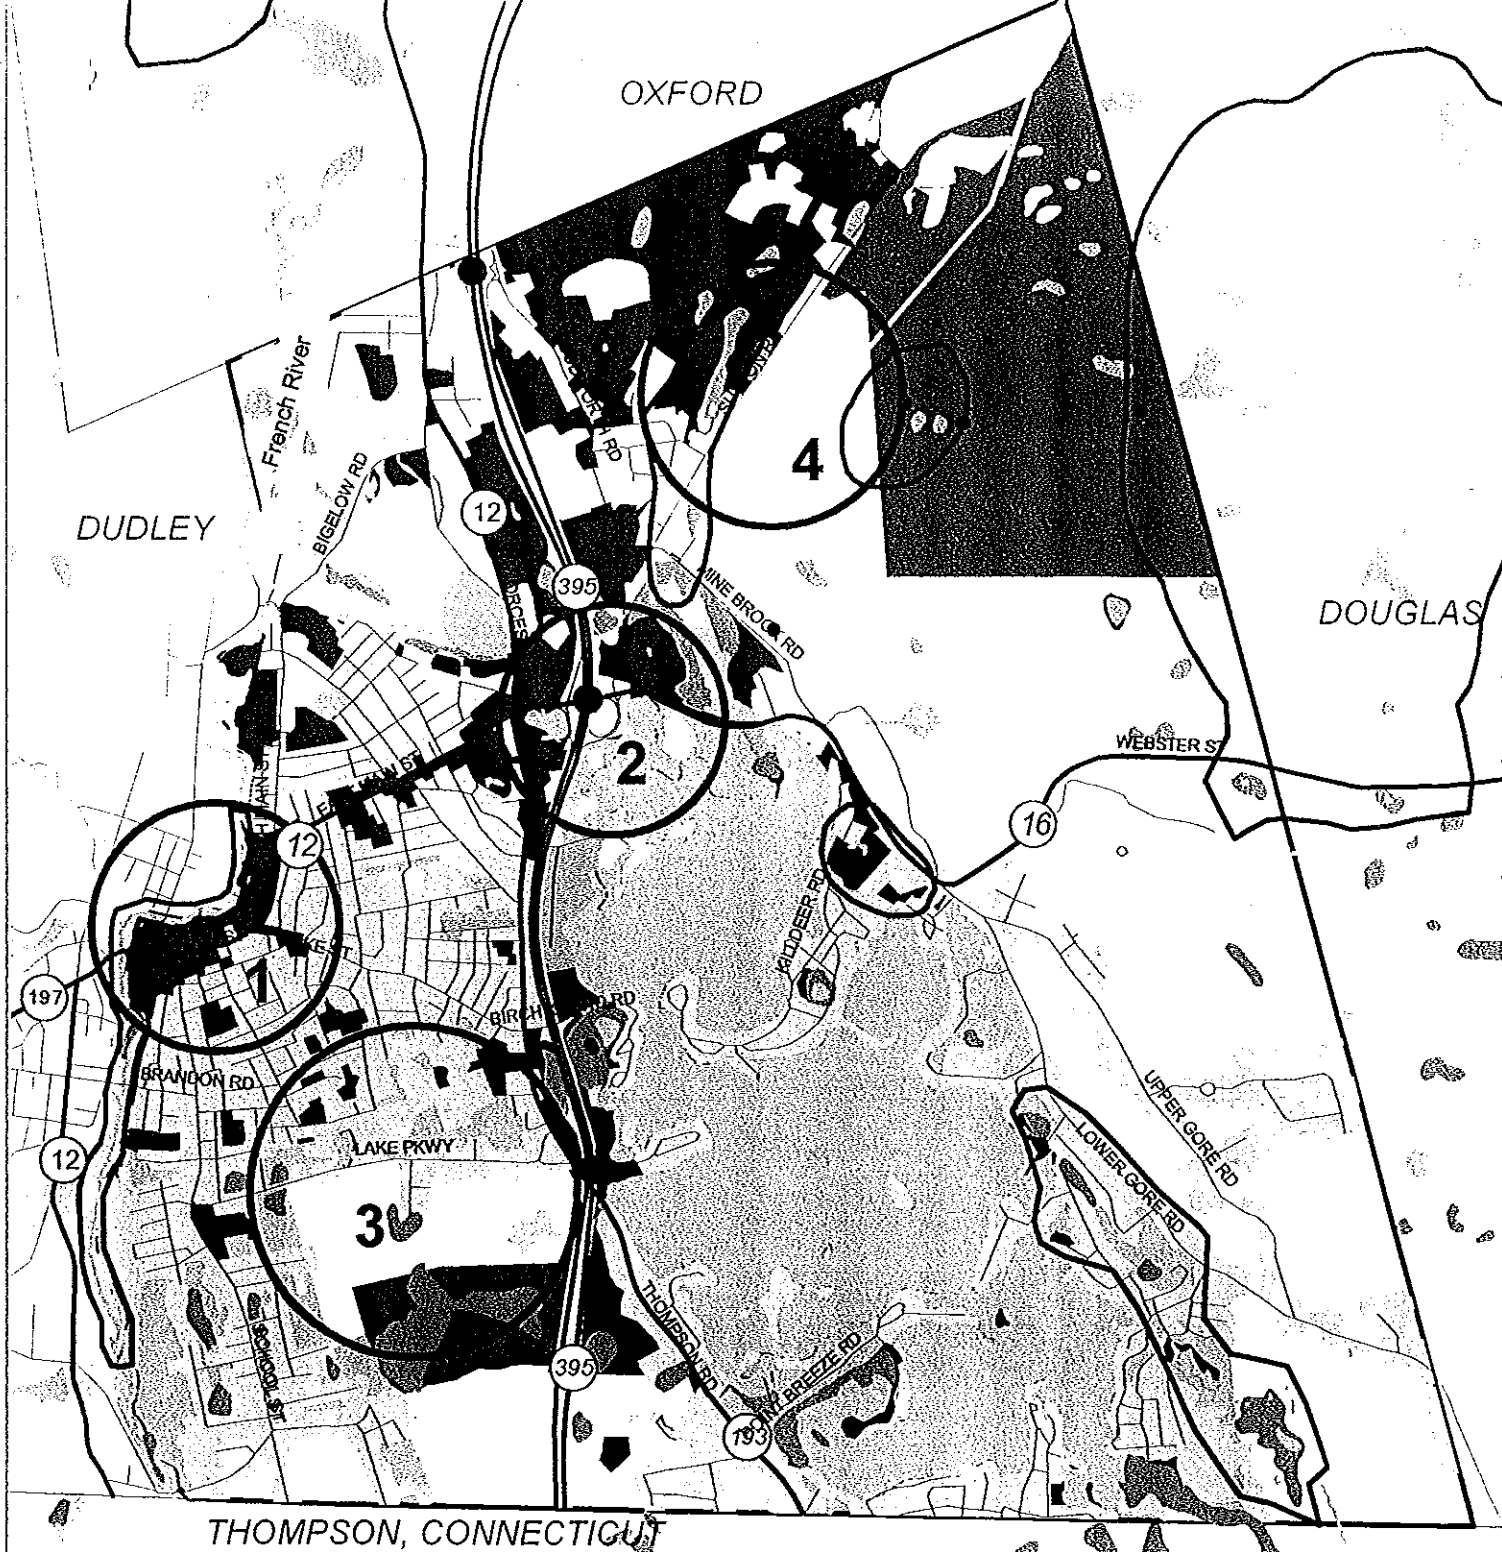 OXFORD
French River
BIGELOW RD
DUDLEY
12
4
395
MINE BROOK RD
DOUGLAS
2
WEBSTER ST
16
12
KILLDEER RD
197
1
BRANDON RD
UPPER GORE RD
LOWER GORE RD
LAKE PKWY
12
3
THOMPSON RD
POINT BREEZE RD
SCHOOL ST
395
193
THOMPSON, CONNECTICUT